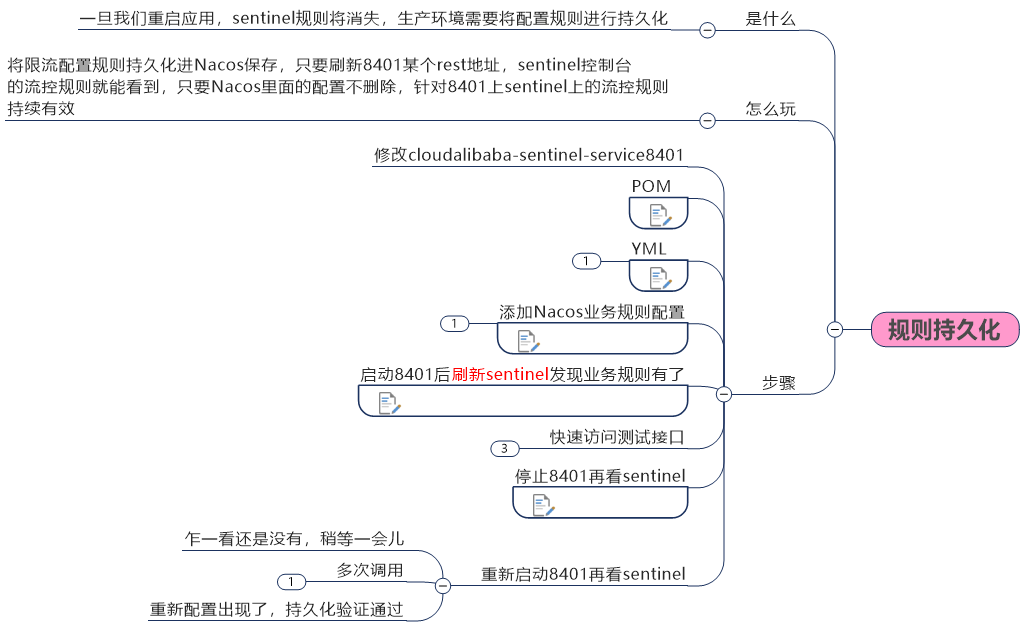 一旦我们重启应用，sentinel规则将消失，生产环境需要将配置规则进行持久化
是什么
将限流配置规则持久化进Nacos保存，只要刷新8401某个rest地址，sentinel控制台
的流控规则就能看到，只要Nacos里面的配置不删除，针对8401上sentinel上的流控规则
持续有效
怎么玩
修改cloudalibaba-sentinel-service8401
POM
YML
1
添加Nacos业务规则配置
1
启动8401后刷新sentinel发现业务规则有了
快速访问测试接口
3
停止8401再看sentinel
乍一看还是没有，稍等一会儿
多次调用
1
重新配置出现了，持久化验证通过
重新启动8401再看sentinel
步骤
规则持久化